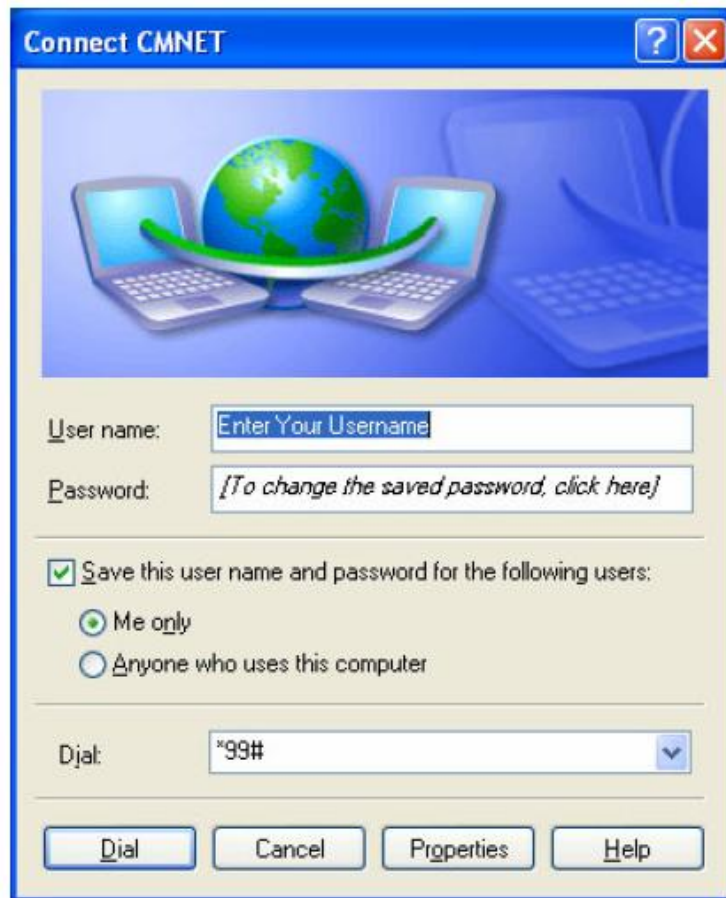 Connect CMNET
User name: Enter Your Username
Password: [To change the saved password, click here]
Save this user name and password for the following users:
Me only
Anyone who uses this computer
Dial: *99#
Dial Cancel Properties Help